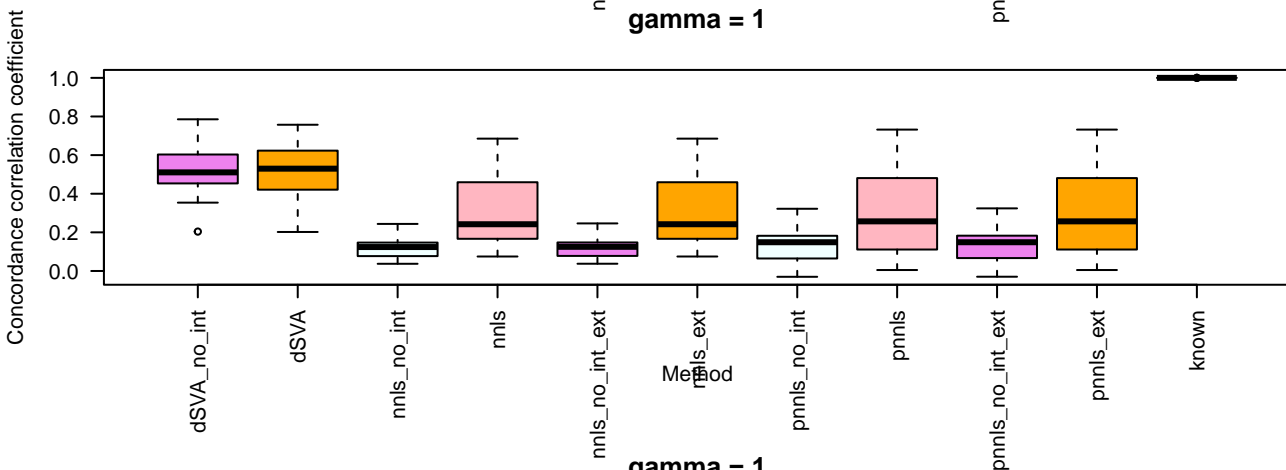 n
pn
gamma = 1
Concordance correlation coefficient
1.0
0.8
0.6
0.4
0.2
0.0
dSVA_no_int
dSVA
nnls_no_int
nnls
nnls_no_int_ext
nnls_ext
pnnls_no_int
pnnls
pnnls_no_int_ext
pnnls_ext
known
Method
gamma = 1